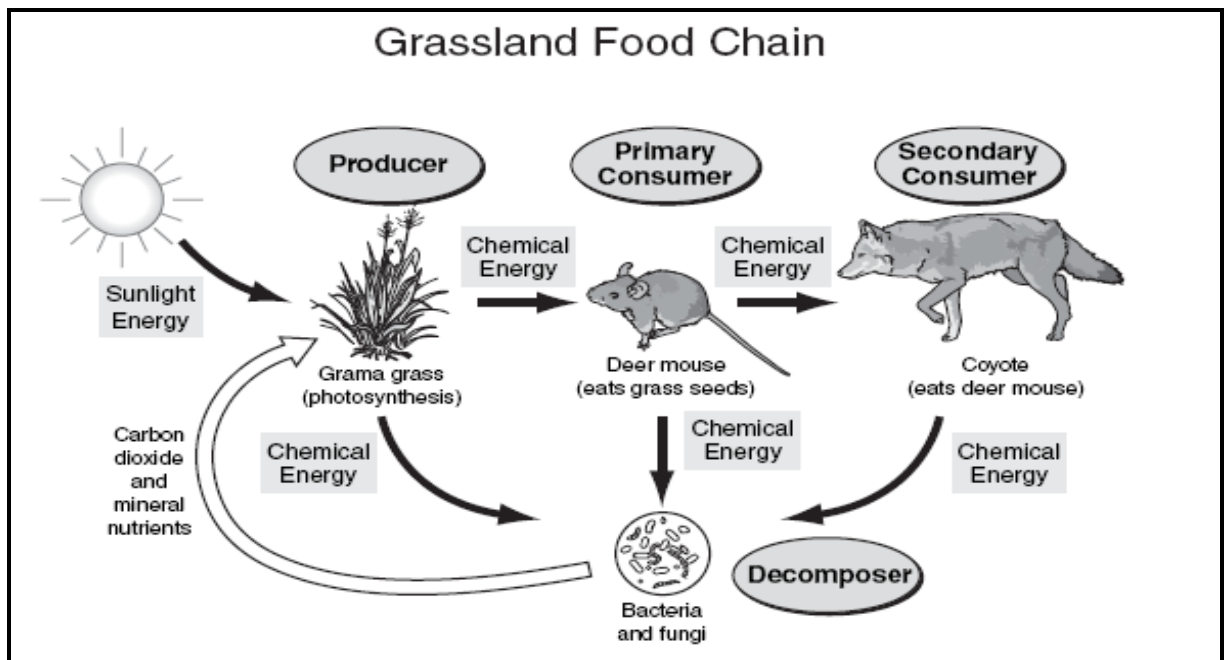 Grassland Food Chain
Producer
Primary
Consumer
Secondary
Consumer
Sunlight
Energy
Chemical
Energy
Chemical
Energy
Grama grass
(photosynthesis)
Deer mouse
(eats grass seeds)
Coyote
(eats deer mouse)
Carbon
dioxide
and
mineral
nutrients
Chemical
Energy
Chemical
Energy
Chemical
Energy
Decomposer
Bacteria
and fungi